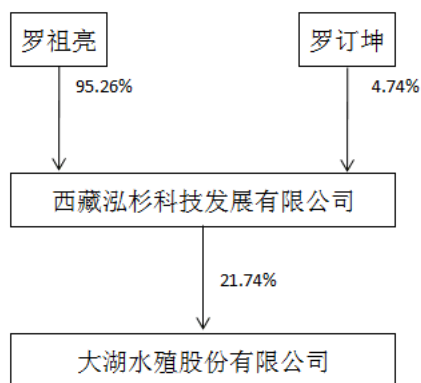 罗祖亮
罗订坤
95.26%
4.74%
西藏泓杉科技发展有限公司
21.74%
大湖水殖股份有限公司